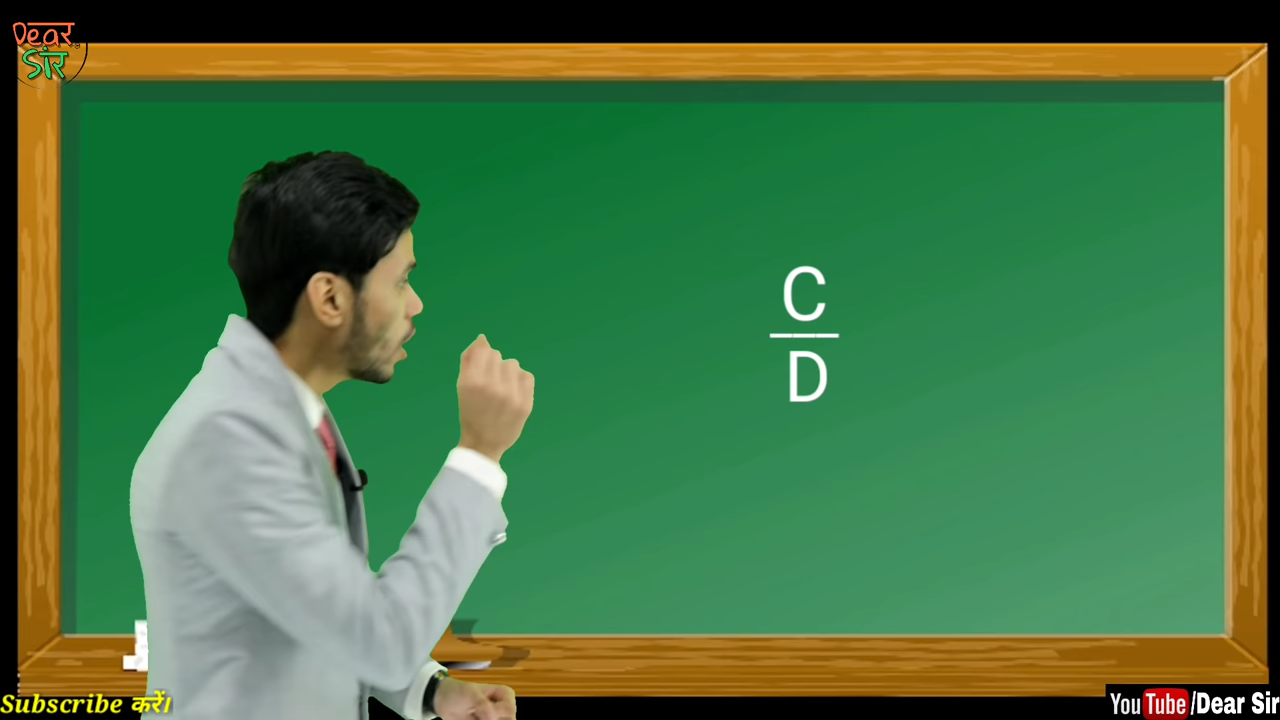 Dear
सर
C
D
Subscribe करें।
YouTube/Dear Sir